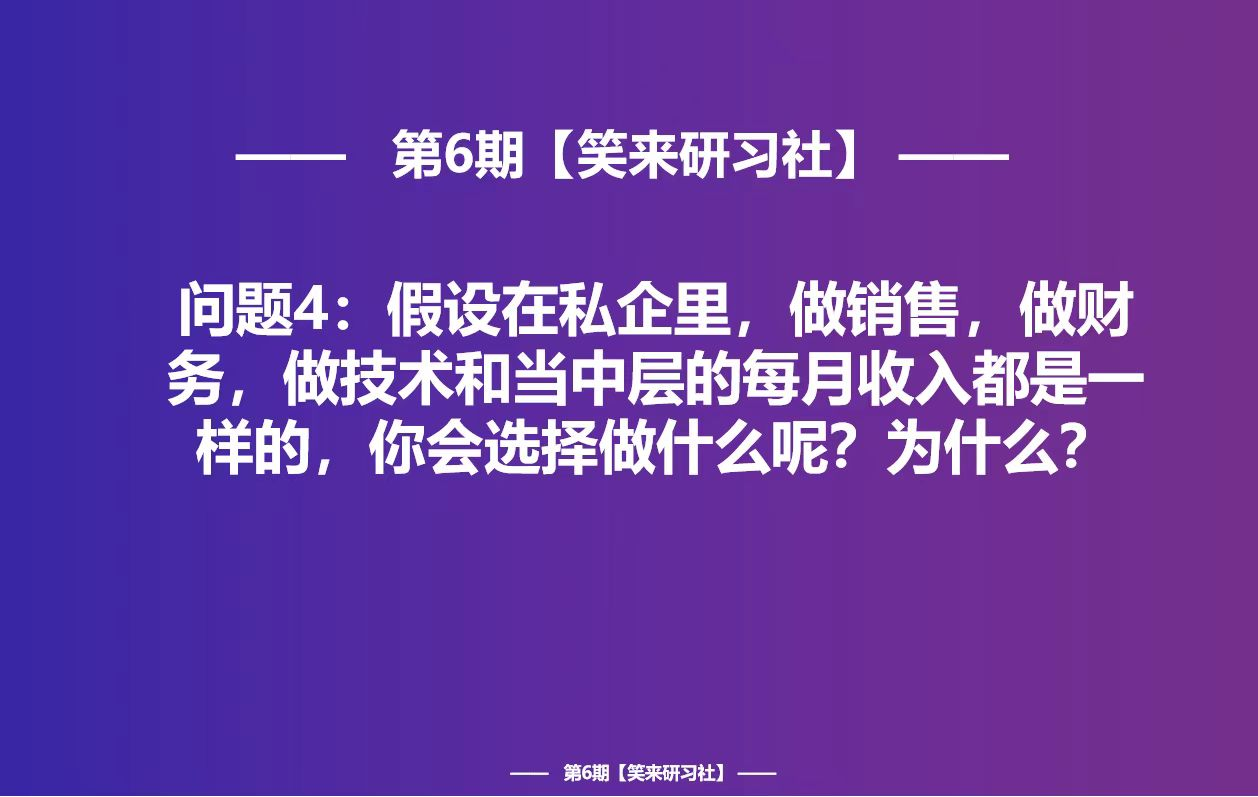 —— 第6期【笑来研习社】 ——
问题4：假设在私企里，做销售，做财
务，做技术和当中层的每月收入都是一
样的，你会选择做什么呢？为什么？
—— 第6期【笑来研习社】 ——